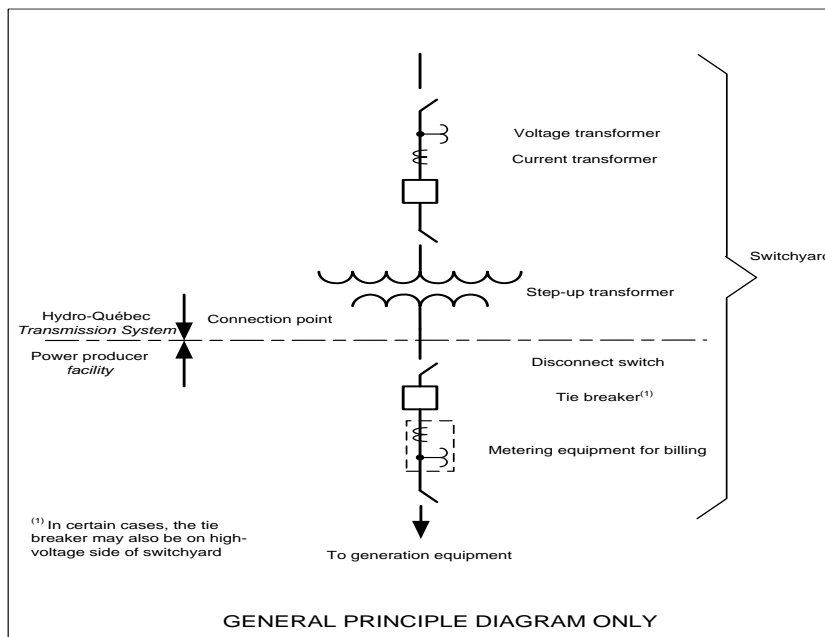 Voltage transformer
Current transformer
Switchyard
Step-up transformer
Hydro-Québec
Transmission System
Connection point
Power producer
facility
Disconnect switch
Tie breaker(1)
Metering equipment for billing
(1) In certain cases, the tie
breaker may also be on high-
voltage side of switchyard
To generation equipment
GENERAL PRINCIPLE DIAGRAM ONLY